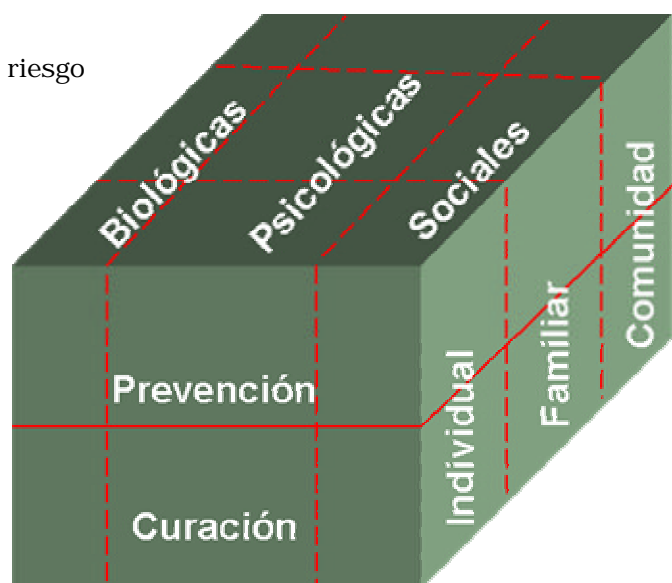 riesgo
Biológicas
Psicológicas
Sociales
Prevención
Curación
Individual
Familiar
Comunidad